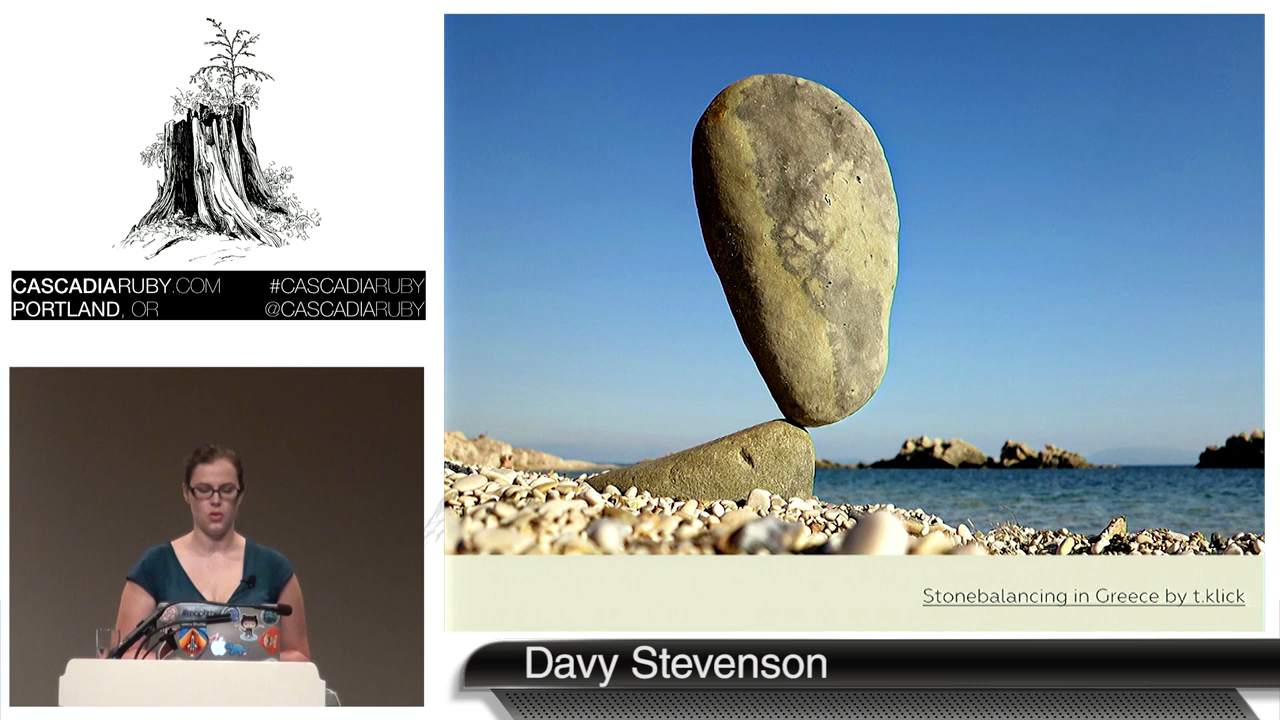 CASCADIARUBY.COM #CASCADIARUBY
PORTLAND, OR @CASCADIARUBY
Stonebalancing in Greece by t.klick
Davy Stevenson